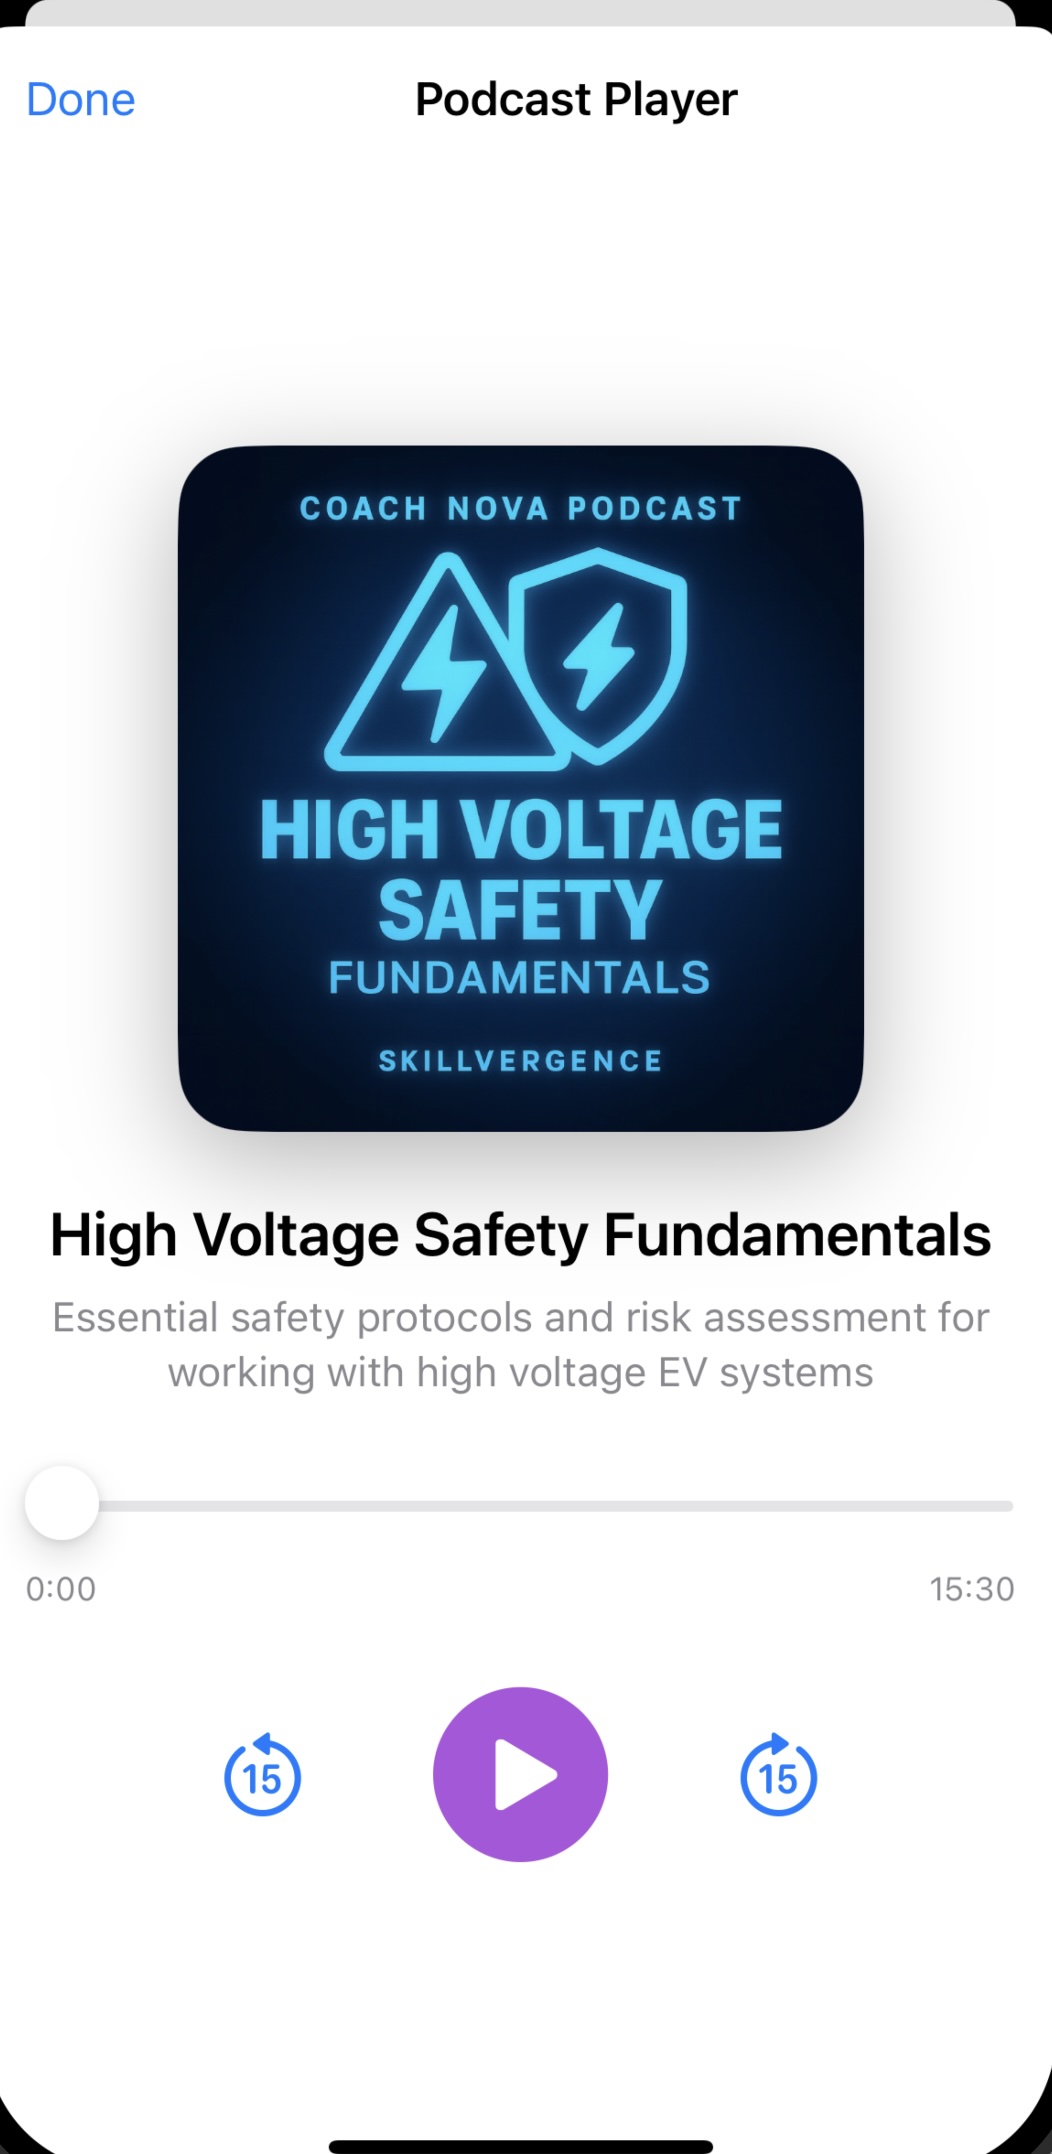 Done
Podcast Player
COACH NOVA PODCAST
HIGH VOLTAGE
SAFETY
FUNDAMENTALS
SKILLVERGENCE
High Voltage Safety Fundamentals
Essential safety protocols and risk assessment for
working with high voltage EV systems
0:00
15:30
15
15